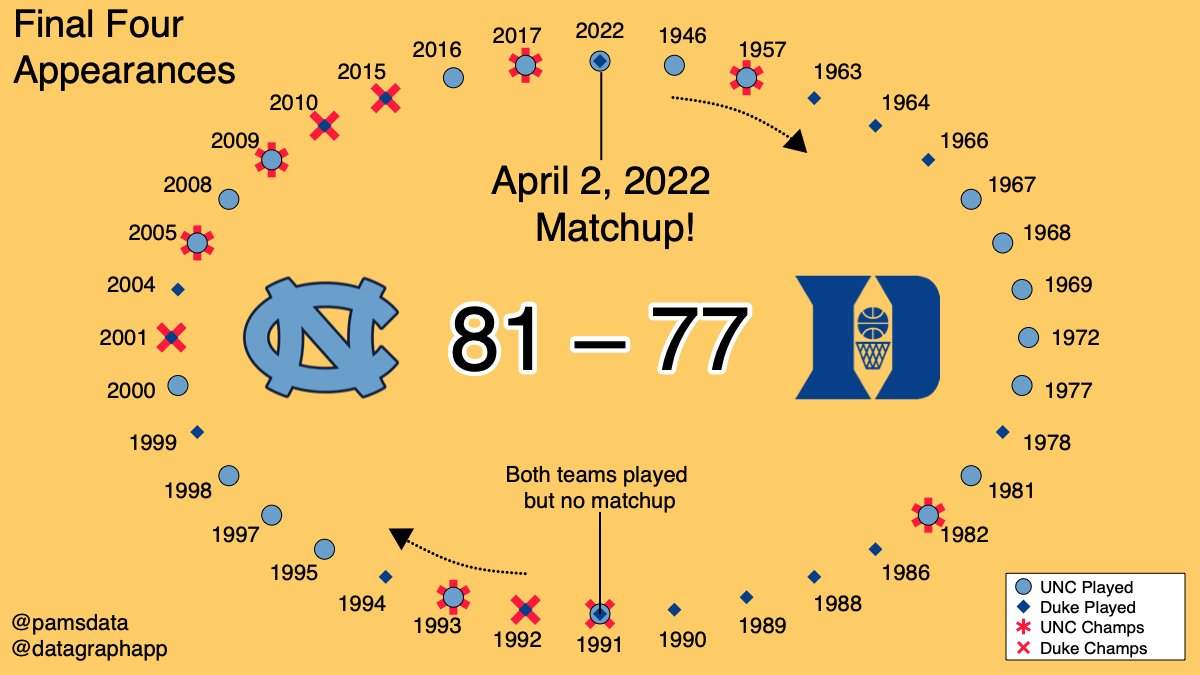 Final Four
Appearances
2022
1946
1957
1963
1964
1966
1967
1968
1969
1972
1977
1978
1981
1982
1986
1988
1989
1990
1991
1992
1993
1994
1995
1997
1998
1999
2000
2001
2004
2005
2008
2009
2010
2015
2016
2017
April 2, 2022
Matchup!
NC
81 – 77
D
Both teams played
but no matchup
@pamsdata
@datagraphapp
UNC Played
Duke Played
UNC Champs
Duke Champs